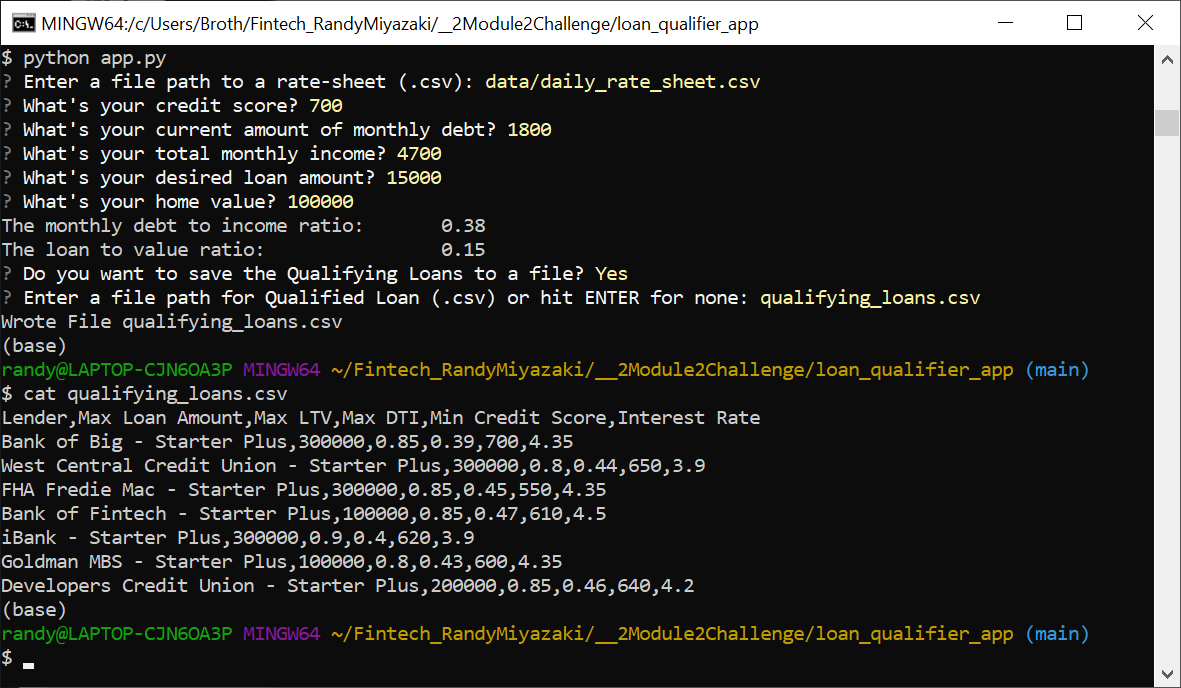 MINGW64:/c/Users/Broth/Fintech_RandyMiyazaki/__2Module2Challenge/loan_qualifier_app
$ python app.py
? Enter a file path to a rate-sheet (.csv): data/daily_rate_sheet.csv
? What's your credit score? 700
? What's your current amount of monthly debt? 1800
? What's your total monthly income? 4700
? What's your desired loan amount? 15000
? What's your home value? 100000
The monthly debt to income ratio:       0.38
The loan to value ratio:                0.15
? Do you want to save the Qualifying Loans to a file? Yes
? Enter a file path for Qualified Loan (.csv) or hit ENTER for none: qualifying_loans.csv
Wrote File qualifying_loans.csv
(base)
randy@LAPTOP-CJN6OA3P MINGW64 ~/Fintech_RandyMiyazaki/__2Module2Challenge/loan_qualifier_app (main)
$ cat qualifying_loans.csv
Lender,Max Loan Amount,Max LTV,Max DTI,Min Credit Score,Interest Rate
Bank of Big - Starter Plus,300000,0.85,0.39,700,4.35
West Central Credit Union - Starter Plus,300000,0.8,0.44,650,3.9
FHA Fredie Mac - Starter Plus,300000,0.85,0.45,550,4.35
Bank of Fintech - Starter Plus,100000,0.85,0.47,610,4.5
iBank - Starter Plus,300000,0.9,0.4,620,3.9
Goldman MBS - Starter Plus,100000,0.8,0.43,600,4.35
Developers Credit Union - Starter Plus,200000,0.85,0.46,640,4.2
(base)
randy@LAPTOP-CJN6OA3P MINGW64 ~/Fintech_RandyMiyazaki/__2Module2Challenge/loan_qualifier_app (main)
$